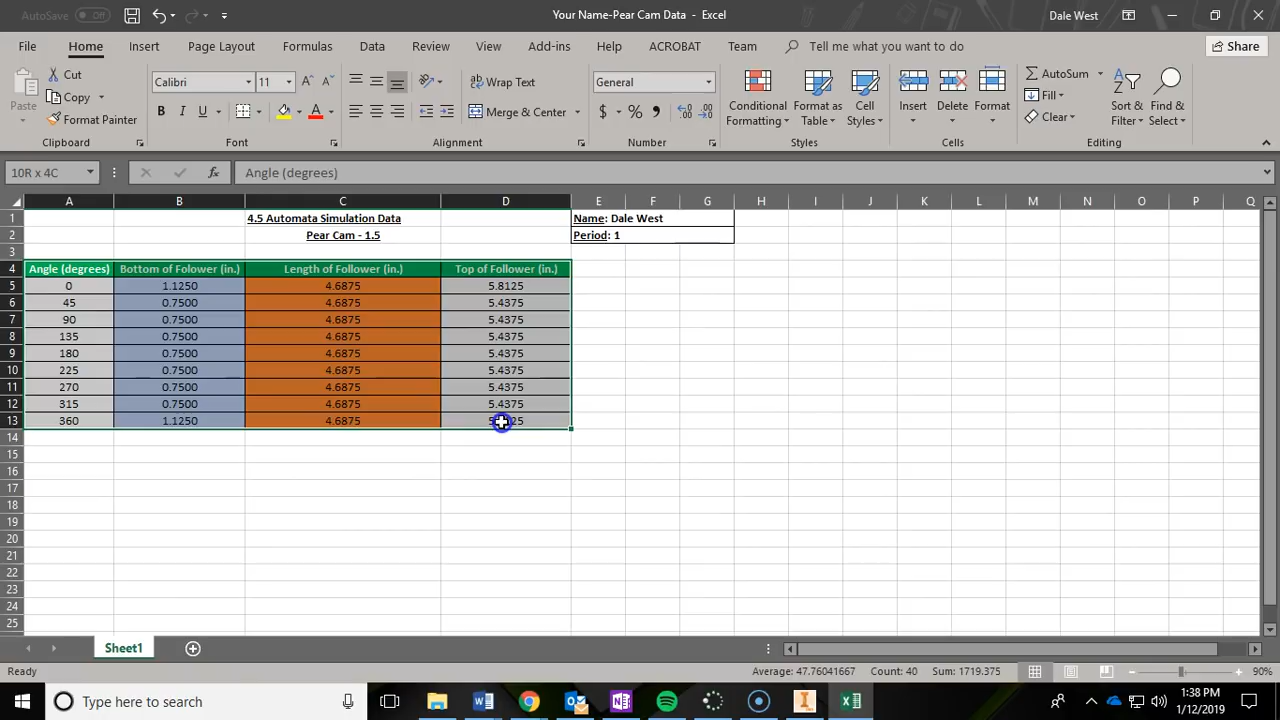 AutoSave Off
Your Name-Pear Cam Data - Excel
Dale West
File Home Insert Page Layout Formulas Data Review View Add-ins Help ACROBAT Team Tell me what you want to do Share
Paste
Cut
Copy
Format Painter
Clipboard
Calibri 11
B I U
Font
Wrap Text
Merge & Center
Alignment
General
$ % ,
Number
Conditional Formatting
Format as Table
Cell Styles
Styles
Insert Delete Format
Cells
AutoSum
Fill
Clear
Sort & Filter
Find & Select
Editing
10R x 4C
fx
Angle (degrees)
A B C D E F G H I J K L M N O P Q
1 4.5 Automata Simulation Data Name: Dale West
2 Pear Cam - 1.5 Period: 1
3
4 Angle (degrees) Bottom of Folower (in.) Length of Follower (in.) Top of Follower (in.)
5 0 1.1250 4.6875 5.8125
6 45 0.7500 4.6875 5.4375
7 90 0.7500 4.6875 5.4375
8 135 0.7500 4.6875 5.4375
9 180 0.7500 4.6875 5.4375
10 225 0.7500 4.6875 5.4375
11 270 0.7500 4.6875 5.4375
12 315 0.7500 4.6875 5.4375
13 360 1.1250 4.6875
14
15
16
17
18
19
20
21
22
23
24
25
Sheet1
Ready
Average: 47.76041667 Count: 40 Sum: 1719.375
90%
Type here to search
1:38 PM
1/12/2019